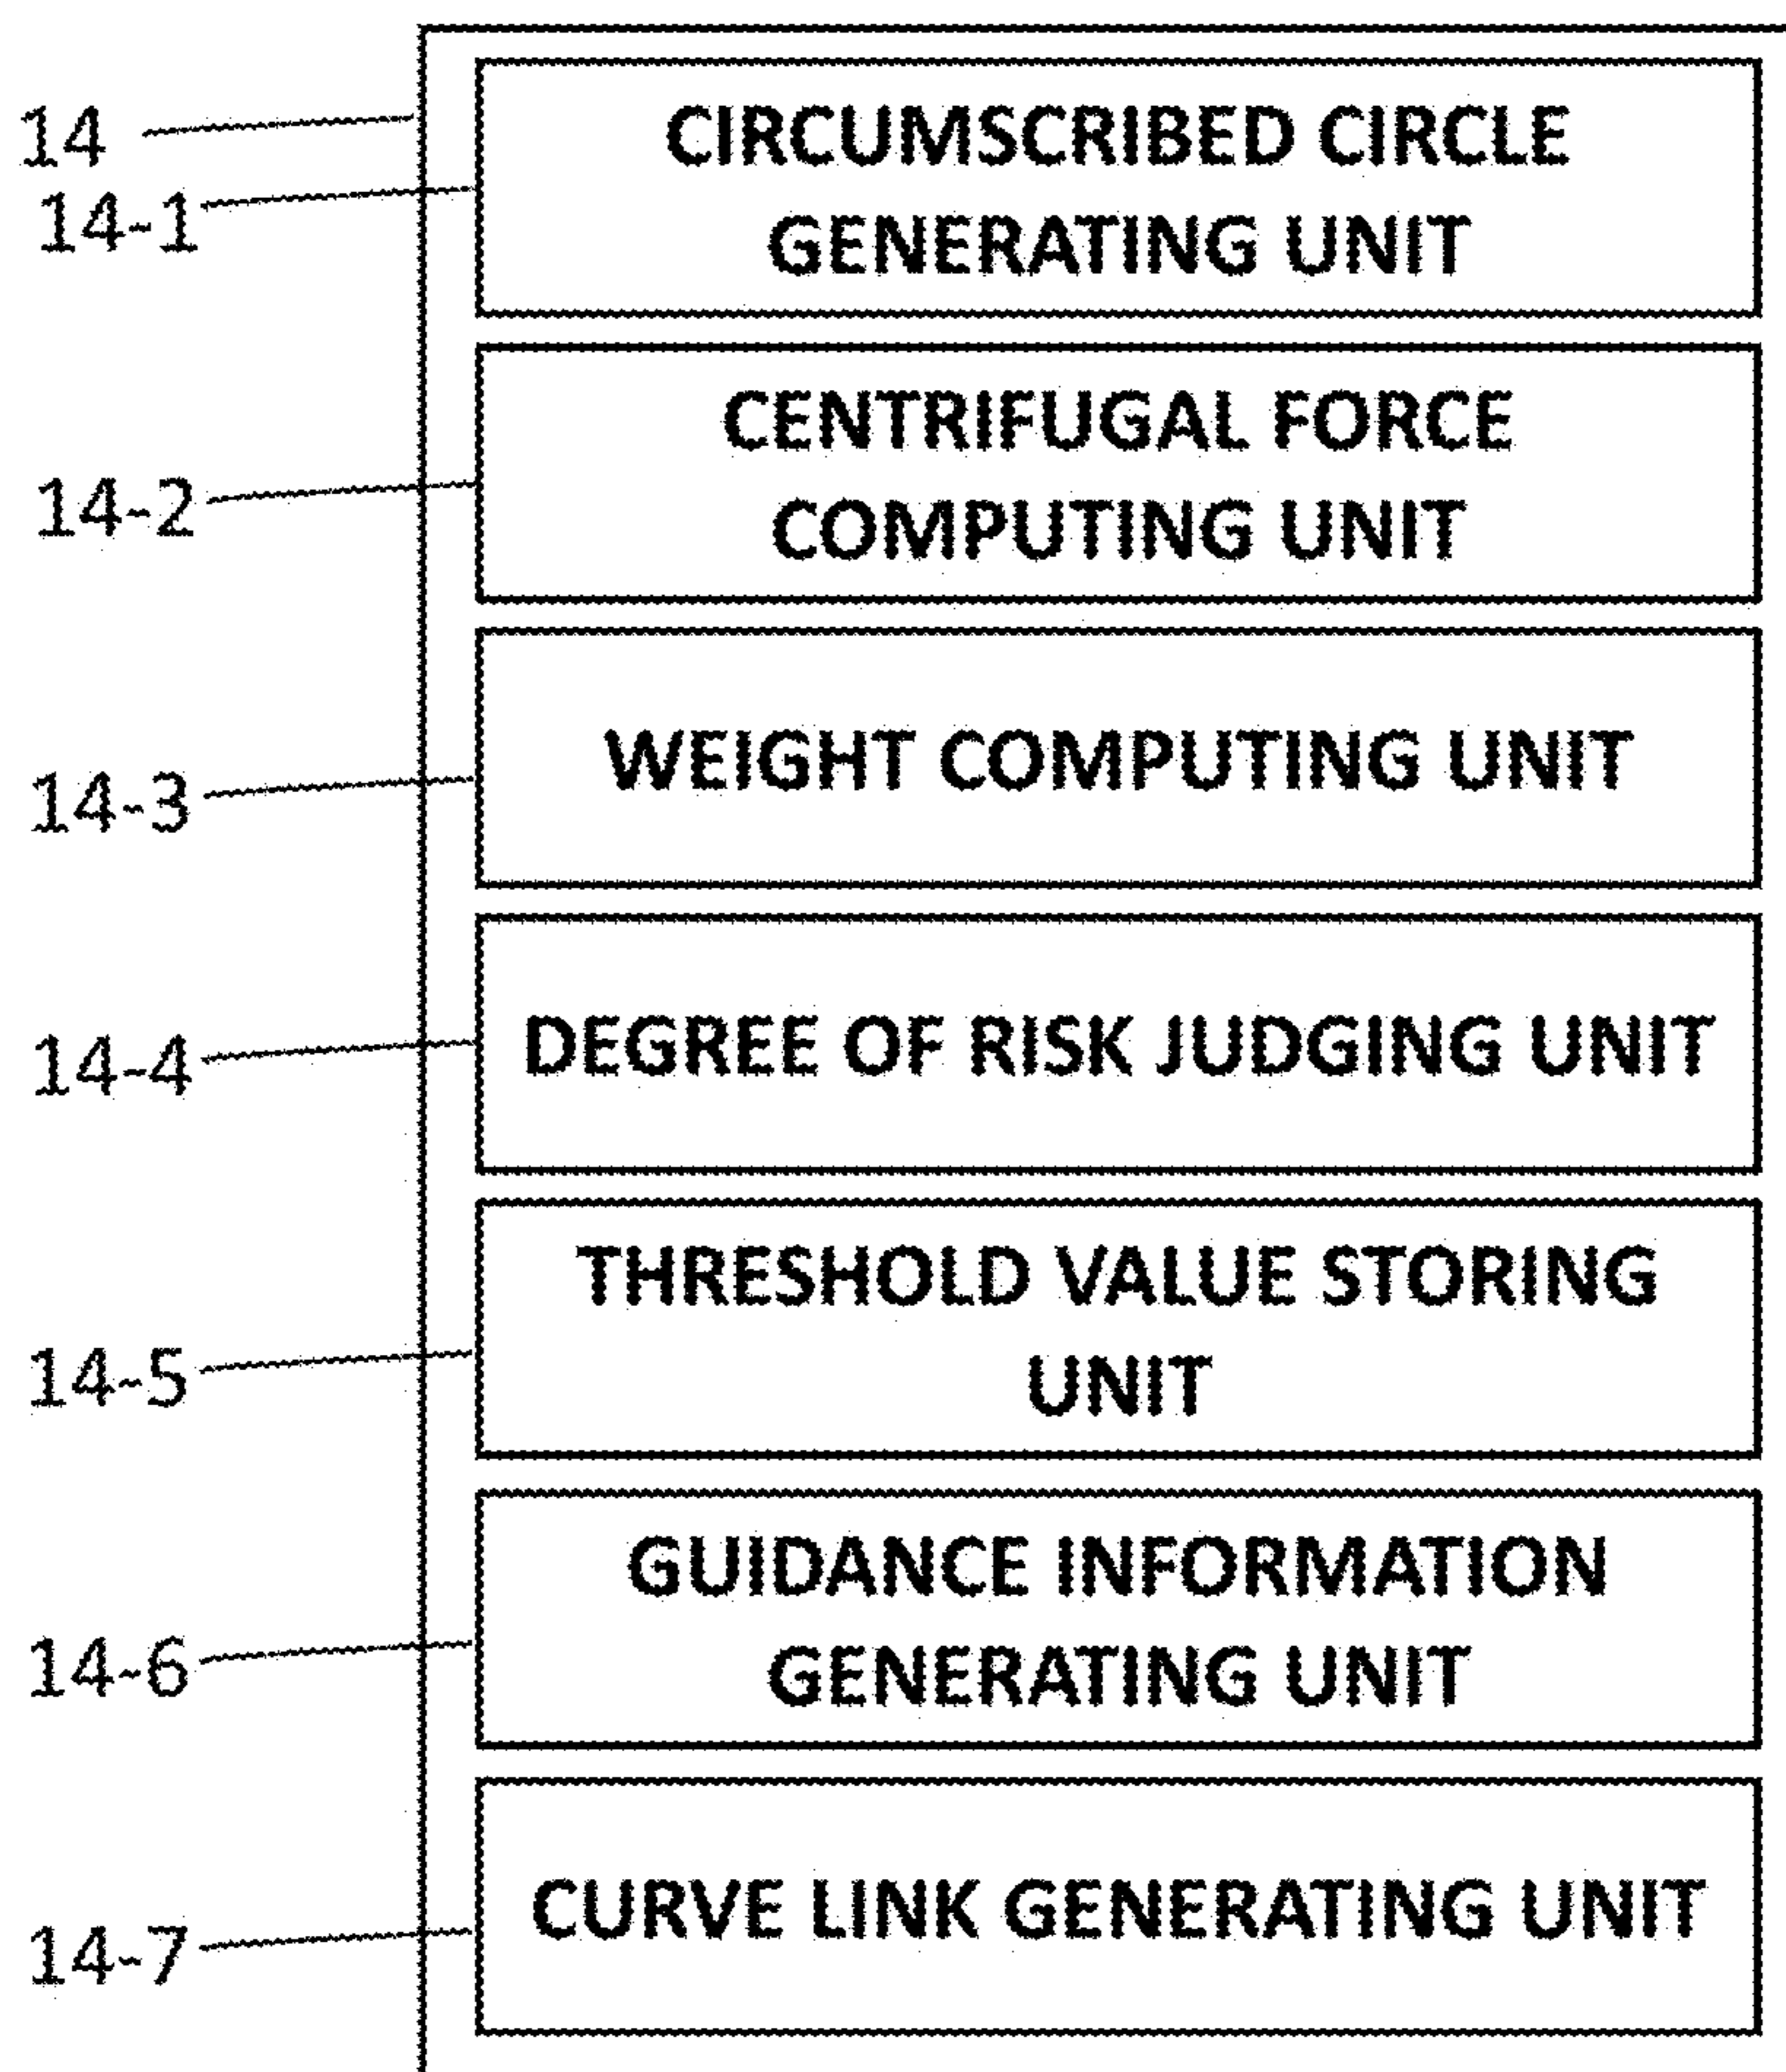 14
14-1
CIRCUMSCRIBED CIRCLE
GENERATING UNIT
14-2
CENTRIFUGAL FORCE
COMPUTING UNIT
14-3
WEIGHT COMPUTING UNIT
14-4
DEGREE OF RISK JUDGING UNIT
14-5
THRESHOLD VALUE STORING
UNIT
14-6
GUIDANCE INFORMATION
GENERATING UNIT
14-7
CURVE LINK GENERATING UNIT